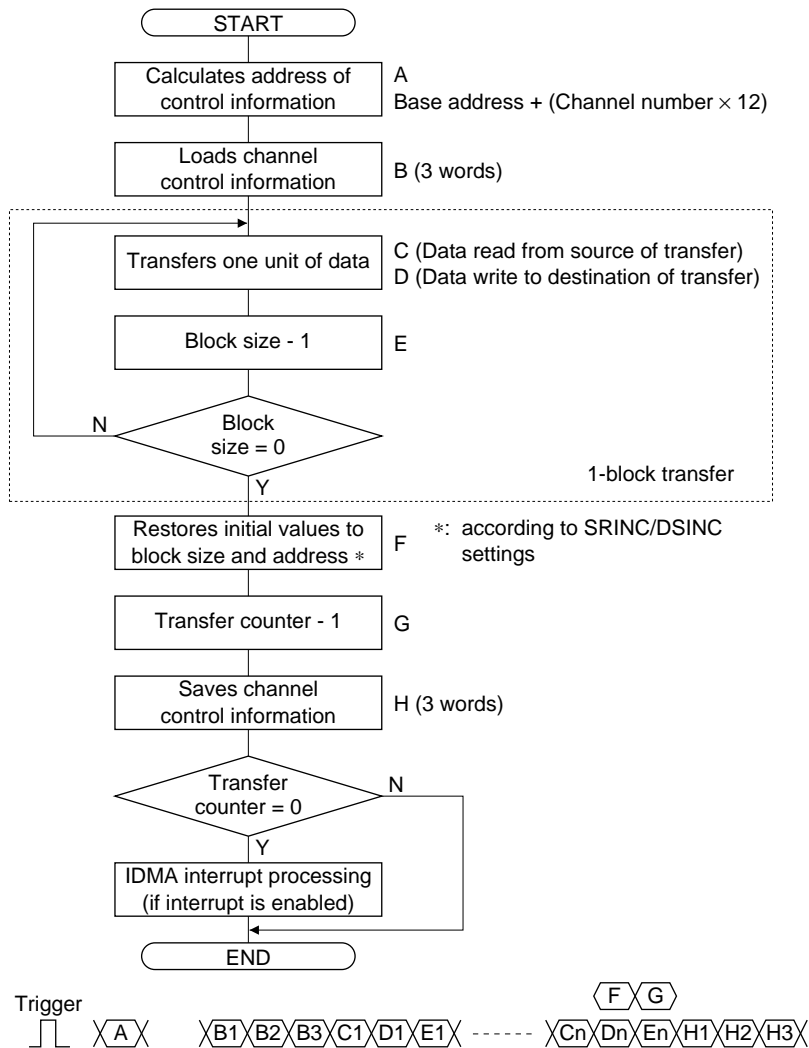 START
Calculates address of
control information
A
Base address + (Channel number × 12)
Loads channel
control information
B (3 words)
Transfers one unit of data
C (Data read from source of transfer)
D (Data write to destination of transfer)
Block size - 1
E
N
Block
size = 0
Y
1-block transfer
Restores initial values to
block size and address ∗
F
∗: according to SRINC/DSINC
settings
Transfer counter - 1
G
Saves channel
control information
H (3 words)
Transfer
counter = 0
N
Y
IDMA interrupt processing
(if interrupt is enabled)
END
F G
Trigger
A B1 B2 B3 C1 D1 E1 Cn Dn En H1 H2 H3